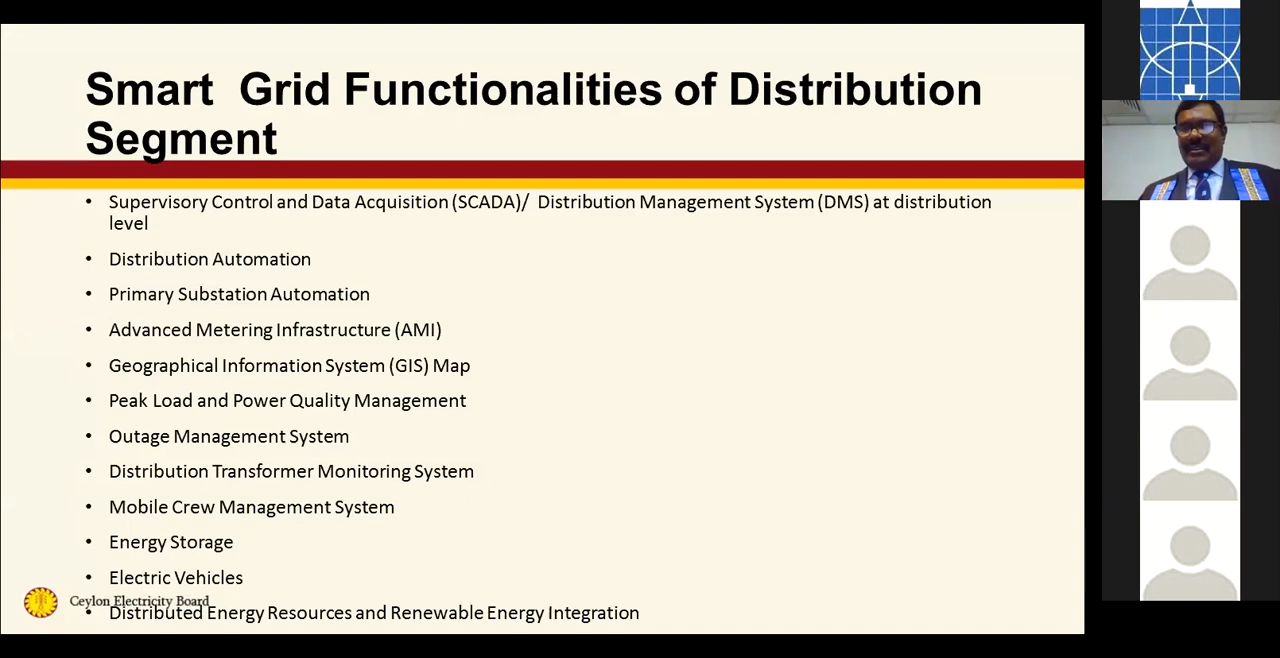 Smart Grid Functionalities of Distribution
Segment
• Supervisory Control and Data Acquisition (SCADA)/ Distribution Management System (DMS) at distribution
level
• Distribution Automation
• Primary Substation Automation
• Advanced Metering Infrastructure (AMI)
• Geographical Information System (GIS) Map
• Peak Load and Power Quality Management
• Outage Management System
• Distribution Transformer Monitoring System
• Mobile Crew Management System
• Energy Storage
• Electric Vehicles
Ceylon Electricity Board
• Distributed Energy Resources and Renewable Energy Integration